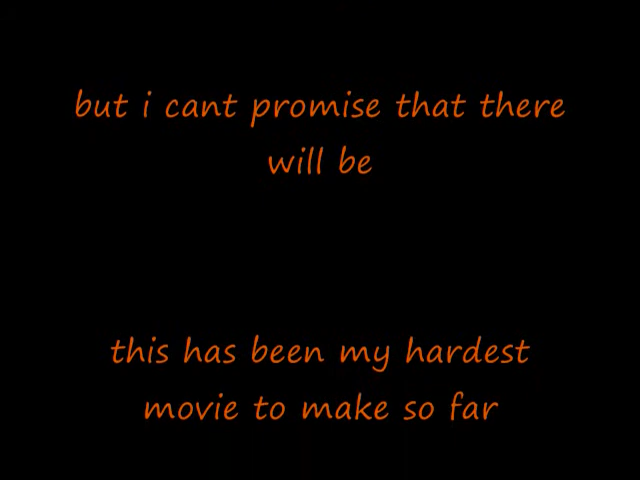 but i cant promise that there
will be
this has been my hardest
movie to make so far